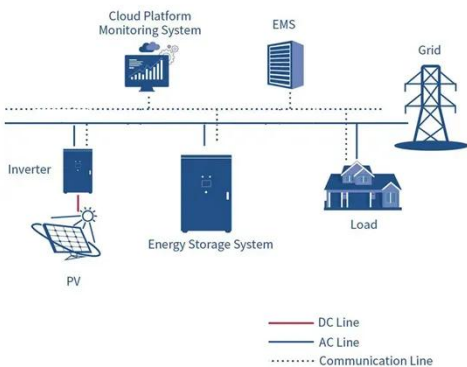 Cloud Platform
Monitoring System
EMS
Grid
Inverter
Energy Storage System
Load
PV
DC Line
AC Line
Communication Line